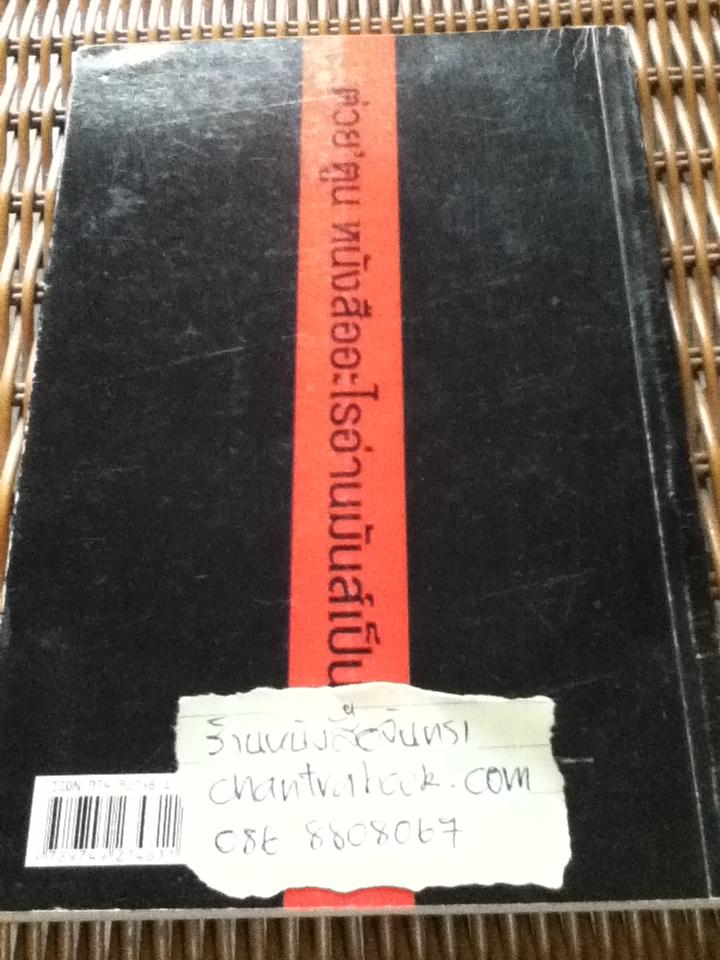 ต่วย'ตูน หนังสืออะไรอ่านมันส์เป็น
ร้านหนังสือจันทรา
chantrabook.com
086 8808067
ISBN 974